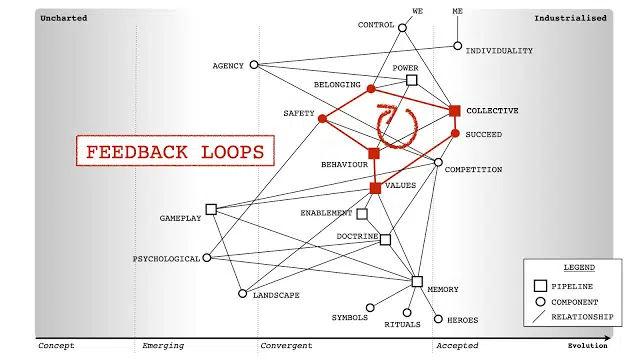 WE ME
Uncharted
Industrialised
CONTROL
INDIVIDUALITY
AGENCY
POWER
BELONGING
COLLECTIVE
SAFETY
SUCCEED
FEEDBACK LOOPS
BEHAVIOUR
COMPETITION
VALUES
GAMEPLAY
ENABLEMENT
DOCTRINE
PSYCHOLOGICAL
LANDSCAPE
MEMORY
SYMBOLS
RITUALS
HEROES
LEGEND
PIPELINE
COMPONENT
RELATIONSHIP
Concept Emerging Convergent Accepted Evolution